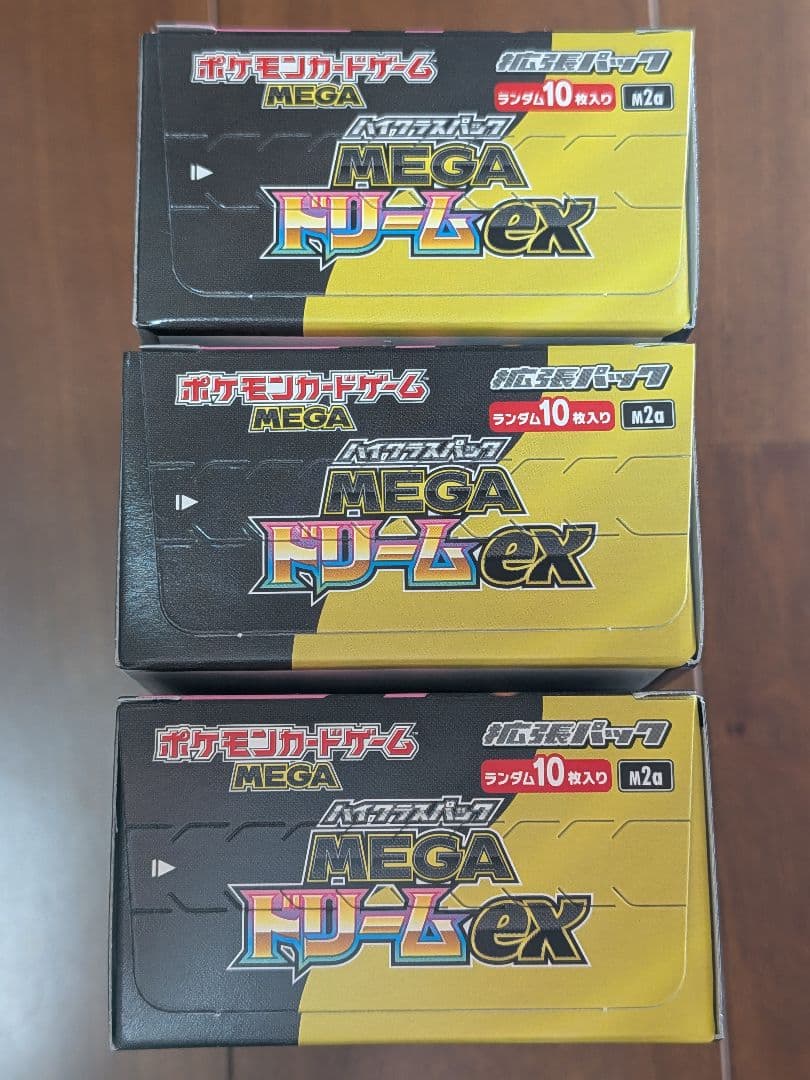 ポケモンカードゲーム
MEGA
拡張パック
ランダム10枚入り M2a
ハイクラスパック
MEGA
ドリームex
ポケモンカードゲーム
MEGA
拡張パック
ランダム10枚入り M2a
ハイクラスパック
MEGA
ドリームex
ポケモンカードゲーム
MEGA
拡張パック
ランダム10枚入り M2a
ハイクラスパック
MEGA
ドリームex